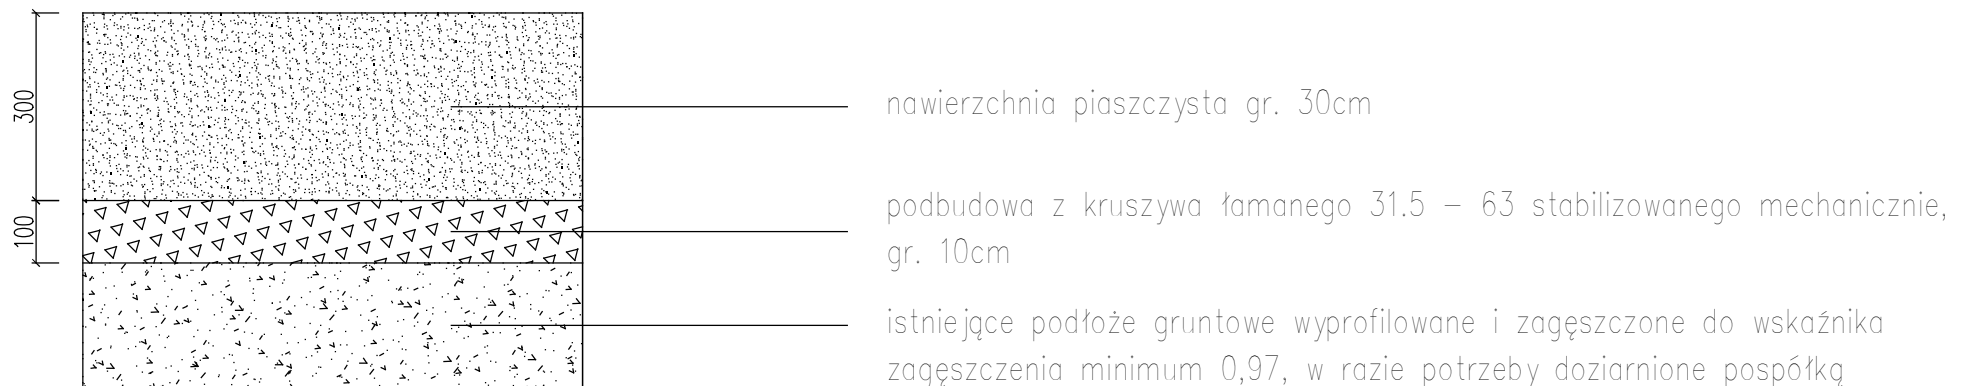 300
nawierzchnia piaszczysta gr. 30cm
100
podbudowa z kruszywa łamanego 31.5 – 63 stabilizowanego mechanicznie,
gr. 10cm
istniejące podłoże gruntowe wyprofilowane i zagęszczone do wskaźnika
zagęszczenia minimum 0,97, w razie potrzeby doziarnione pospółką